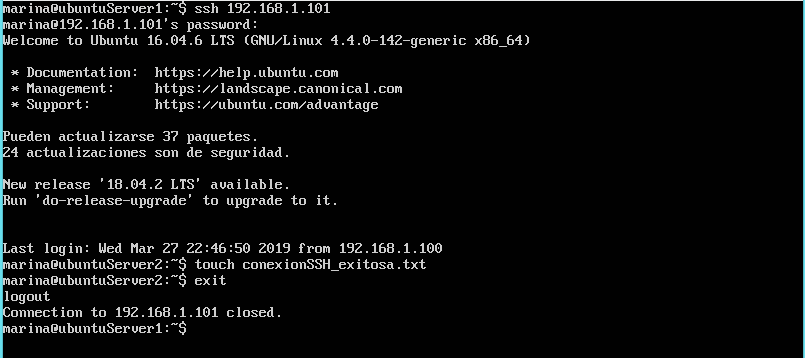 marina@ubuntuServer1:~$ ssh 192.168.1.101
marina@192.168.1.101's password:
Welcome to Ubuntu 16.04.6 LTS (GNU/Linux 4.4.0-142-generic x86_64)
* Documentation:  https://help.ubuntu.com
* Management:     https://landscape.canonical.com
* Support:        https://ubuntu.com/advantage
Pueden actualizarse 37 paquetes.
24 actualizaciones son de seguridad.
New release '18.04.2 LTS' available.
Run 'do-release-upgrade' to upgrade to it.
Last login: Wed Mar 27 22:46:50 2019 from 192.168.1.100
marina@ubuntuServer2:~$ touch conexionSSH_exitosa.txt
marina@ubuntuServer2:~$ exit
logout
Connection to 192.168.1.101 closed.
marina@ubuntuServer1:~$